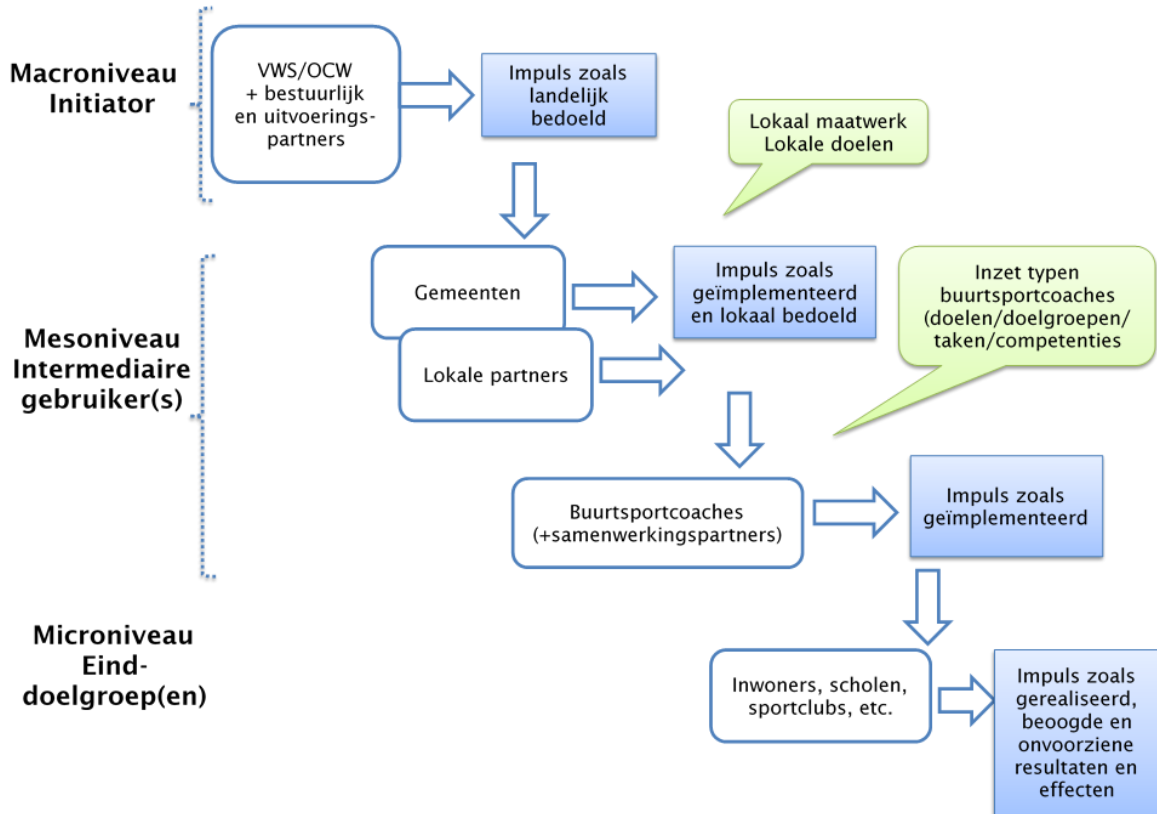 Macroniveau
Initiator
VWS/OCW
+ bestuurlijk
en uitvoerings-
partners
Impuls zoals
landelijk
bedoeld
Lokaal maatwerk
Lokale doelen
Mesoniveau
Intermediaire
gebruiker(s)
Gemeenten
Lokale partners
Impuls zoals
geïmplementeerd
en lokaal bedoeld
Inzet typen
buurtsportcoaches
(doelen/doelgroepen/
taken/competenties
Buurtsportcoaches
(+samenwerkingspartners)
Impuls zoals
geïmplementeerd
Microniveau
Eind-
doelgroep(en)
Inwoners, scholen,
sportclubs, etc.
Impuls zoals
gerealiseerd,
beoogde en
onvoorziene
resultaten en
effecten